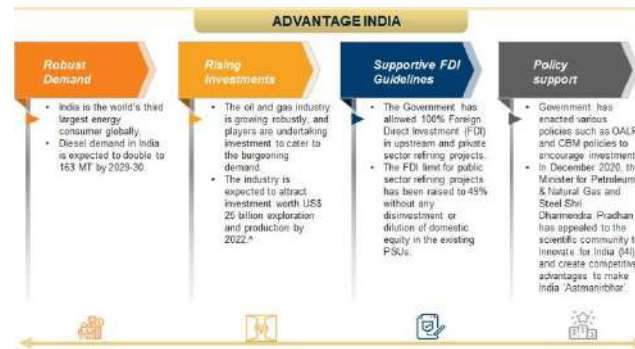 ADVANTAGE INDIA
Robust
Demand
• India is the world's third
largest energy
consumer globally.
• Diesel demand in India
is expected to double to
163 MT by 2029-30.
Rising
Investments
• The oil and gas industry
is growing robustly, and
players are undertaking
investment to cater to
the burgeoning
demand.
• The industry is
expected to attract
investment worth US$
25 billion exploration
and production by
2022.^
Supportive FDI
Guidelines
• The Government has
allowed 100% Foreign
Direct Investment (FDI)
in upstream and private
sector refining projects.
• The FDI limit for public
sector refining projects
has been raised to 49%
without any
disinvestment or
dilution of domestic
equity in the existing
PSUs.
Policy
support
• Government has
enacted various
policies such as OALP
and CBM policies to
encourage investment
• In December 2020, th
Minister for Petroleum
& Natural Gas and
Steel Shri
Dharmendra Pradhan
has appealed to the
scientific community t
Innovate for India (I4I)
and create competitive
advantages to make
India 'Aatmanirbhar'.